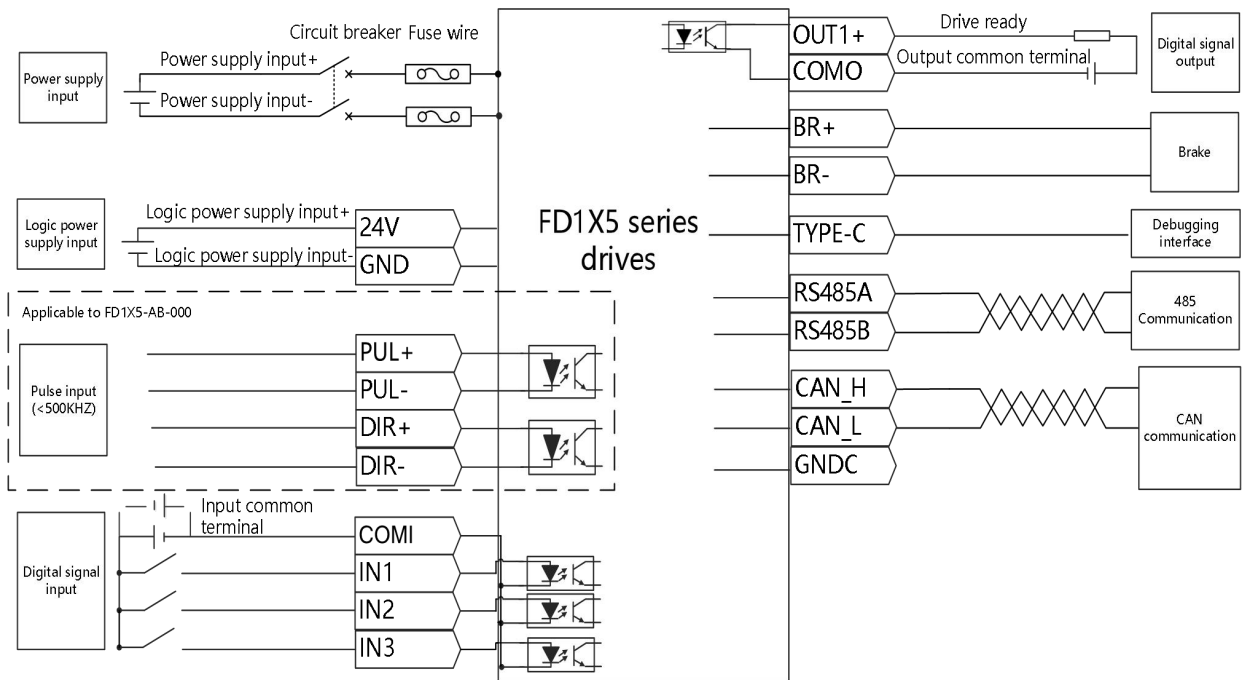 Circuit breaker Fuse wire
Power supply
input
Power supply input+
Power supply input-
Logic power
supply input
Logic power supply input+
Logic power supply input-
24V
GND
Applicable to FD1X5-AB-000
Pulse input
(<500KHZ)
PUL+
PUL-
DIR+
DIR-
Digital signal
input
Input common
terminal
COMI
IN1
IN2
IN3
FD1X5 series
drives
OUT1+
COMO
Drive ready
Output common terminal
Digital signal
output
BR+
BR-
Brake
TYPE-C
Debugging
interface
RS485A
RS485B
485
Communication
CAN_H
CAN_L
GNDC
CAN
communication